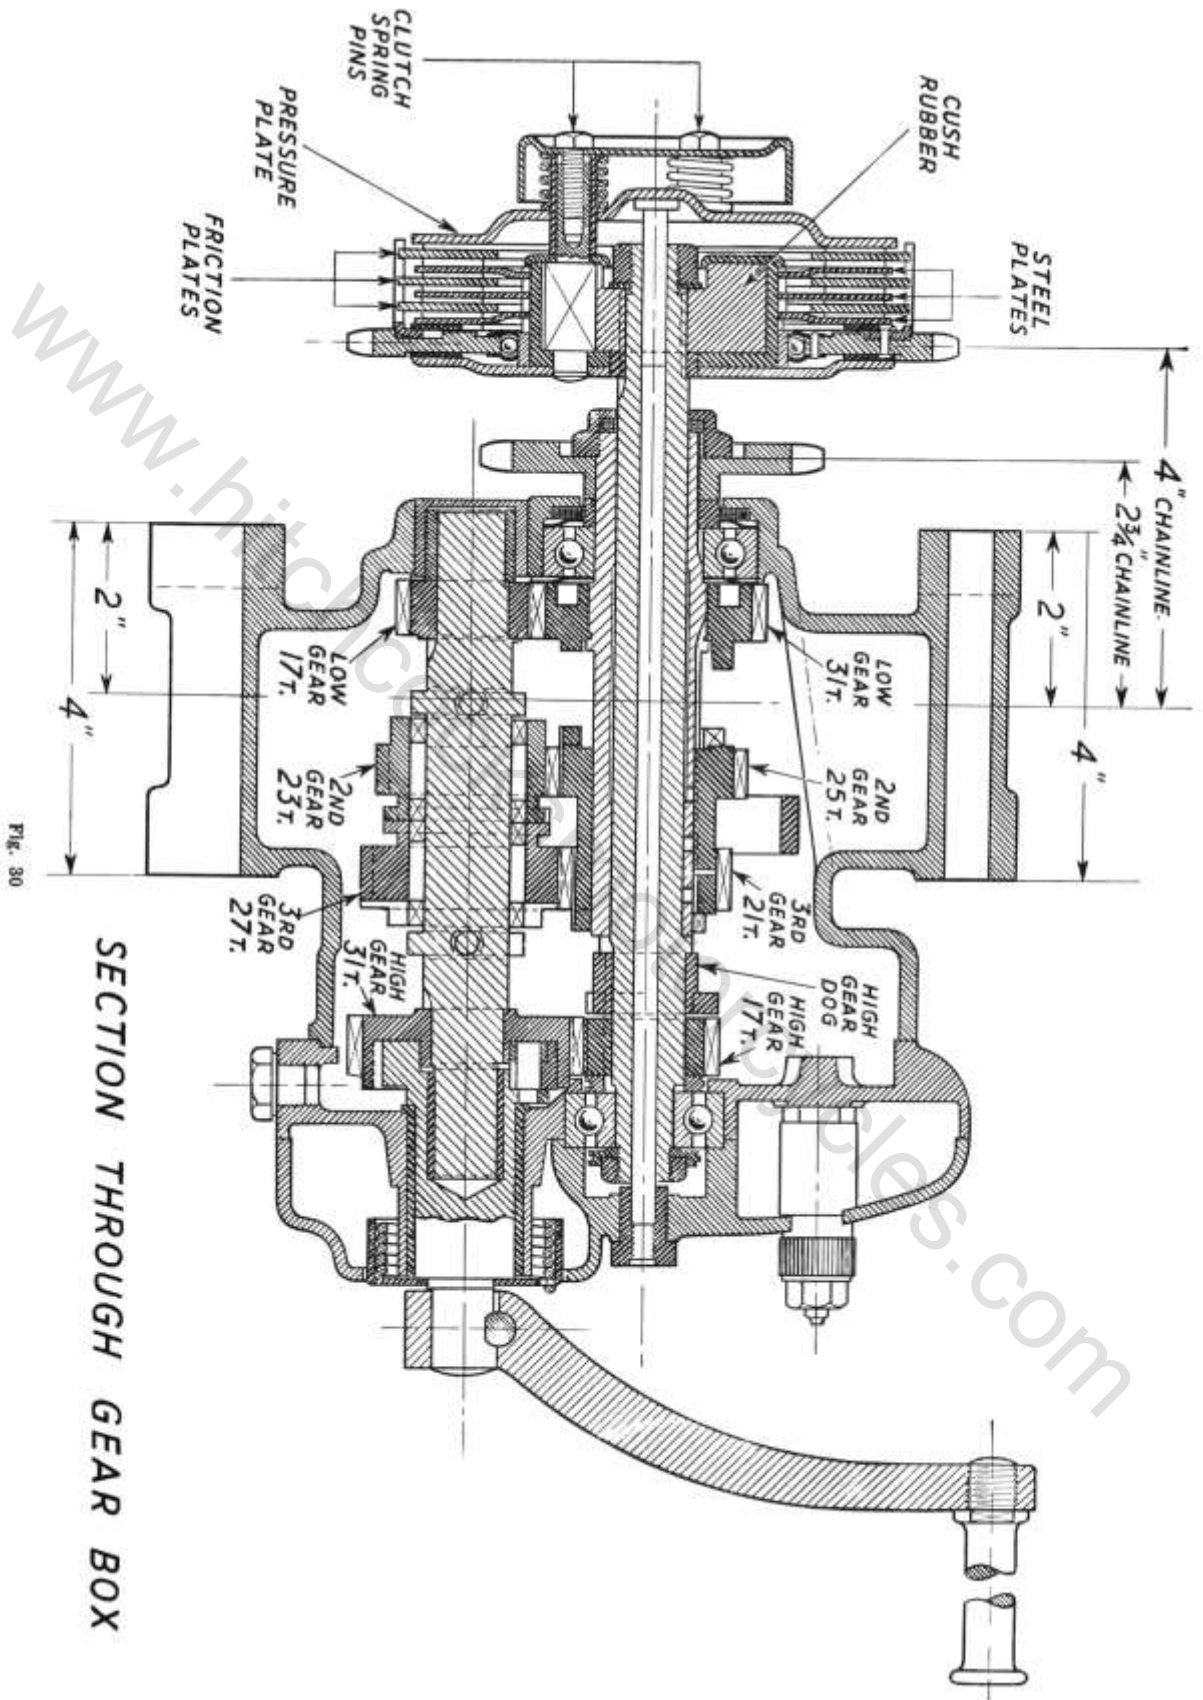 CLUTCH
SPRING
PINS
PRESSURE
PLATE
FRICTION
PLATES
CUSH
RUBBER
STEEL
PLATES
4" CHAINLINE.
2¾" CHAINLINE
2"
4"
2"
4"
LOW
GEAR
17T.
LOW
GEAR
31T.
2ND
GEAR
23T.
2ND
GEAR
25T.
3RD
GEAR
27T.
3RD
GEAR
21T.
HIGH
GEAR
31T.
HIGH
GEAR
DOG
HIGH
GEAR
17T.
SECTION THROUGH GEAR BOX
Fig. 30
www.hitchcocksmotorcycles.com